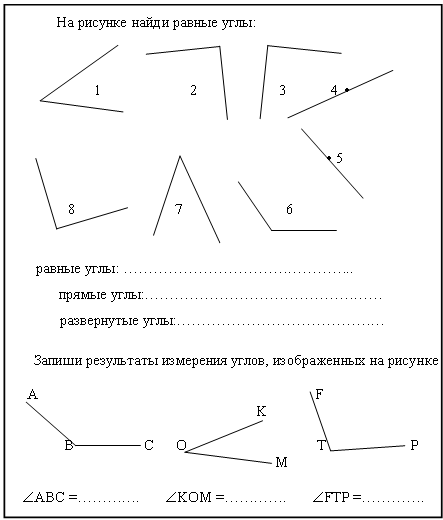 На рисунке найди равные углы:
1 2 3 4
5
8 7 6
равные углы: ………………………………………..
прямые углы:…………………………………………
развернутые углы:……………………………………
Запиши результаты измерения углов, изображенных на рисунке
A F
K
B C O T P
M
∠ABC =…………. ∠KOM =…………. ∠FTP =………….